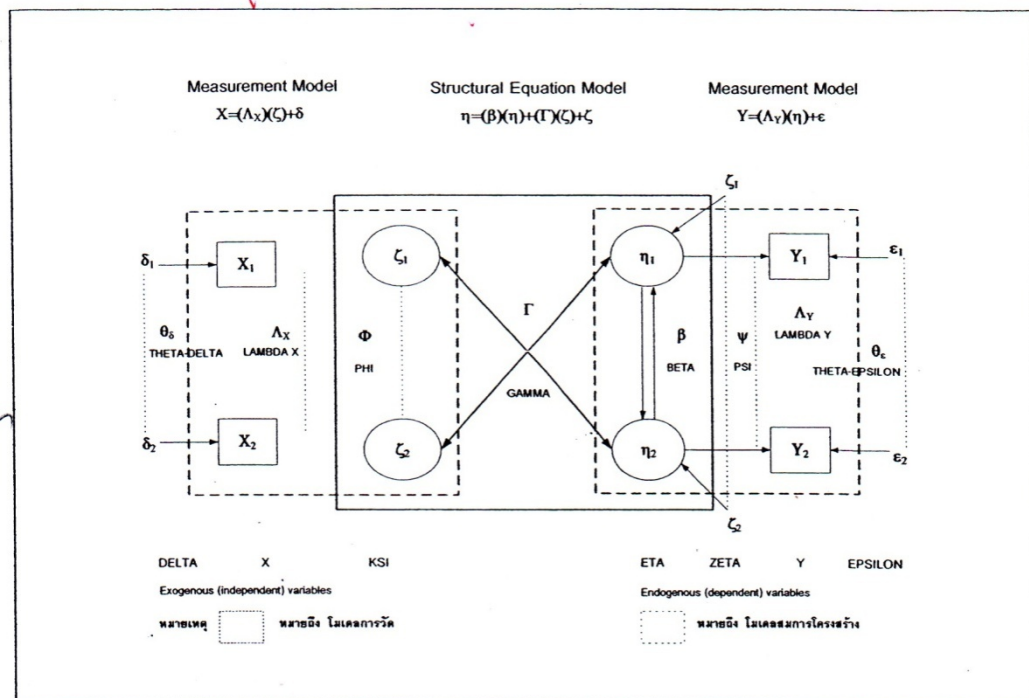 Measurement Model Structural Equation Model Measurement Model
X=(ΛX)(ζ)+δ η=(β)(η)+(Γ)(ζ)+ζ Y=(ΛY)(η)+ε
ζ1
δ1 X1 ζ1 η1 Y1 ε1
Γ
θδ ΛX Φ β ψ ΛY
THETA-DELTA LAMBDA X PHI BETA PSI LAMBDA Y
θε
THETA-EPSILON
GAMMA
δ2 X2 ζ2 η2 Y2 ε2
ζ2
DELTA X KSI ETA ZETA Y EPSILON
Exogenous (independent) variables Endogenous (dependent) variables
หมายเหตุ หมายถึง โมเดลการวัด หมายถึง โมเดลสมการโครงสร้าง